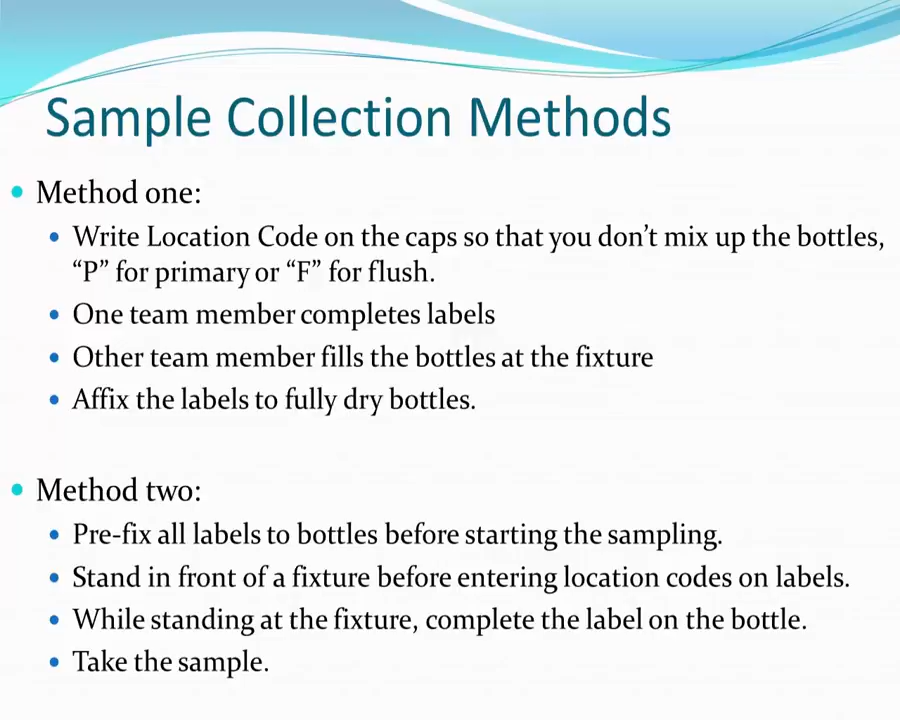 Sample Collection Methods
• Method one:
• Write Location Code on the caps so that you don’t mix up the bottles,
“P” for primary or “F” for flush.
• One team member completes labels
• Other team member fills the bottles at the fixture
• Affix the labels to fully dry bottles.
• Method two:
• Pre-fix all labels to bottles before starting the sampling.
• Stand in front of a fixture before entering location codes on labels.
• While standing at the fixture, complete the label on the bottle.
• Take the sample.